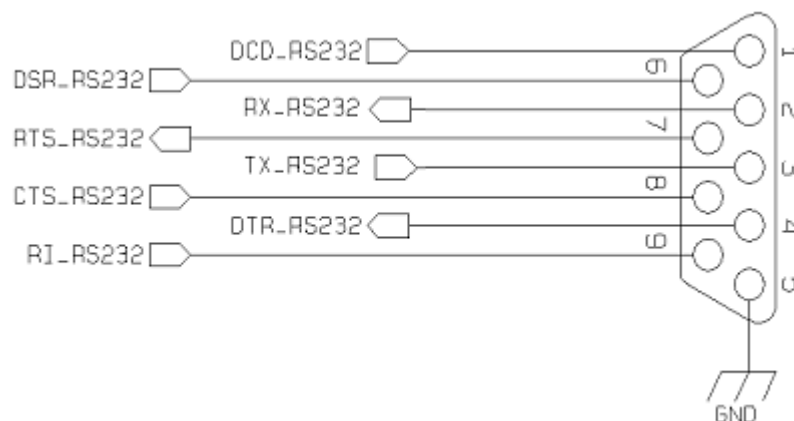 DCD_RS232
1
6
DSR_RS232
RX_RS232
2
7
RTS_RS232
TX_RS232
3
8
CTS_RS232
DTR_RS232
4
9
RI_RS232
5
GND